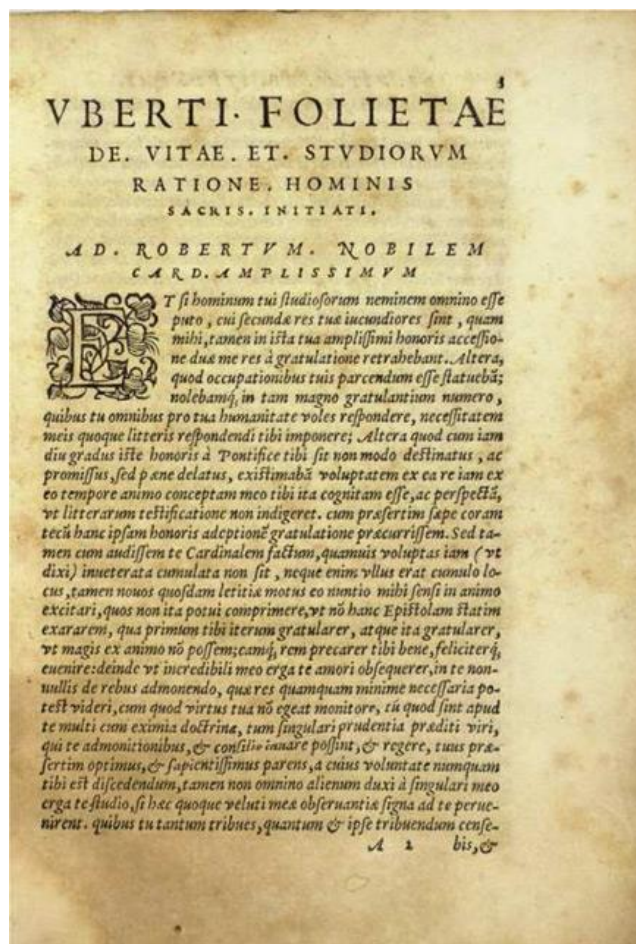 3
VBERTI· FOLIETAE
DE. VITAE. ET. STVDIORVM
RATIONE. HOMINIS
SACRIS. INITIATI.
AD. ROBERTVM. NOBILEM
CARD. AMPLISSIMVM
ET si hominum tui studiosorum neminem omnino esse
puto, cui secundæ res tuæ iucundiores sint, quam
mihi, tamen in ista tua amplissimi honoris accessio-
ne duæ me res à gratulatione retrahebant. Altera,
quod occupationibus tuis parcendum esse statuebã;
nolebamq́, in tam magno gratulantium numero,
quibus tu omnibus pro tua humanitate voles respondere, necessitatem
meis quoque litteris respondendi tibi imponere; Altera quod cum iam
diu gradus iste honoris à Pontifice tibi sit non modo destinatus, ac
promissus, sed pæne delatus, existimabã voluptatem ex ea re iam ex
eo tempore animo conceptam meo tibi ita cognitam esse, ac perspectã,
vt litterarum testificatione non indigeret. cum præsertim sæpe coram
tecũ hanc ipsam honoris adeptionẽ gratulatione præcurrissem. Sed ta-
men cum audissem te Cardinalem factum, quamuis voluptas iam (vt
dixi) inueterata cumulata non sit, neque enim vllus erat cumulo lo-
cus, tamen nouos quosdam letitiæ motus eo nuntio mihi sensi in animo
excitari, quos non ita potui comprimere, vt nõ hanc Epistolam statim
exararem, qua primum tibi iterum gratularer, atque ita gratularer,
vt magis ex animo nõ possem; camq́, rem precarer tibi bene, feliciterq́,
euenire: deinde vt incredibili meo erga te amori obsequerer, in te non-
nullis de rebus admonendo, quæ res quamquam minime necessaria po-
test videri, cum quod virtus tua nõ egeat monitore, tũ quod sint apud
te multi cum eximia doctrina, tum singulari prudentia præditi viri,
qui te admonitionibus, & consilio iuuare possint, & regere, tuus præ-
sertim optimus, & sapientissimus parens, a cuius voluntate numquam
tibi est discedendum, tamen non omnino alienum duxi à singulari meo
erga te studio, si hæc quoque veluti meæ obseruantiæ signa ad te perue-
nirent. quibus tu tantum tribues, quantum & ipse tribuendum cense-
A 2 bis, &